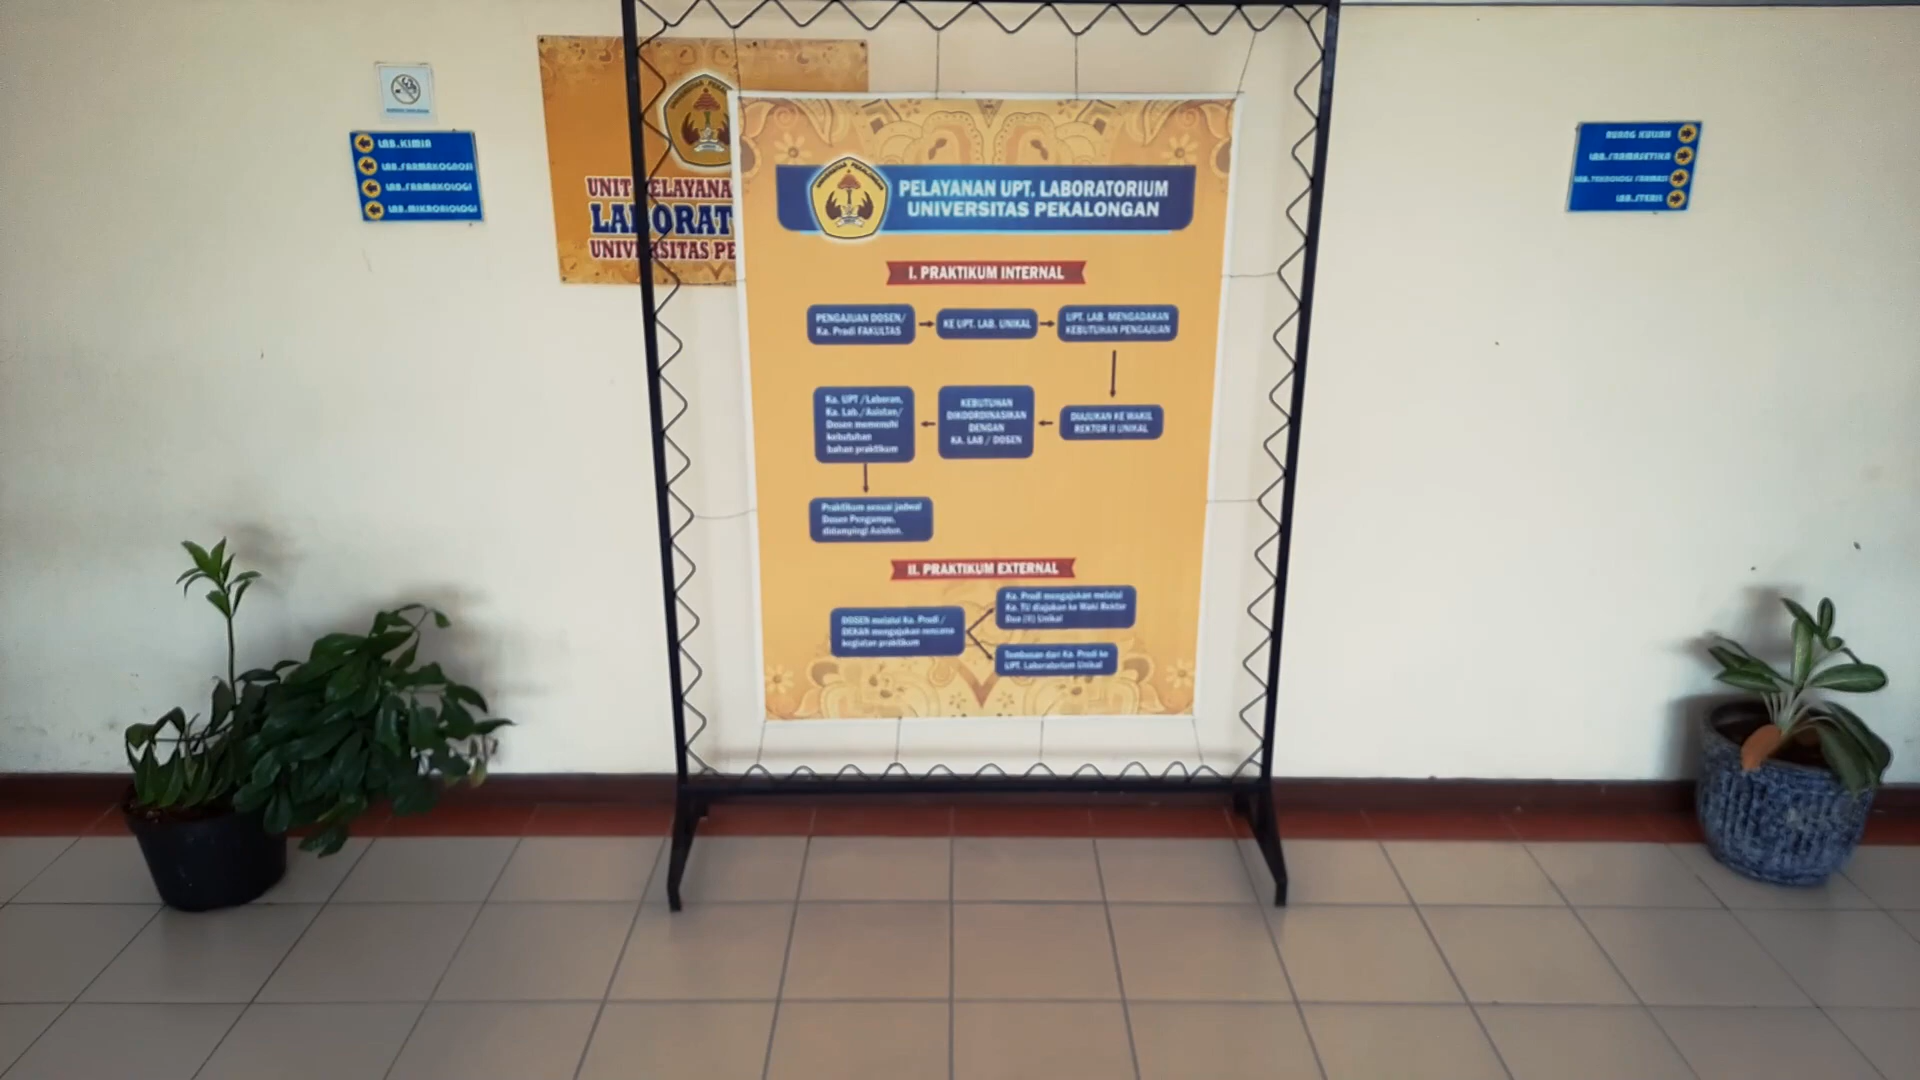 LAB.KIMIA
LAB.FARMAKOGNOSI
LAB.FARMAKOLOGI
LAB.MIKROBIOLOGI
UNIT PELAYANA
LABORAT
UNIVERSITAS PE
PELAYANAN UPT. LABORATORIUM
UNIVERSITAS PEKALONGAN
I. PRAKTIKUM INTERNAL
PENGAJUAN DOSEN/
Ka. Prodi FAKULTAS
KE UPT. LAB. UNIKAL
UPT. LAB. MENGADAKAN
KEBUTUHAN PENGAJUAN
DIAJUKAN KE WAKIL
REKTOR II UNIKAL
KEBUTUHAN
DIKOORDINASIKAN
DENGAN
KA. LAB / DOSEN
Ka. UPT /Laboran,
Ka. Lab./Asistan/
Dosen memenuhi
kebutuhan
bahan praktikum
Praktikum sesuai jadwal
Dosen Pengampu,
didampingi Asisten.
II. PRAKTIKUM EXTERNAL
DOSEN melalui Ka. Prodi /
DEKAN mengajukan rencana
kegiatan praktikum
Ka. Prodi mengajukan melalui
Ka. TU diajukan ke Waki Rektor
Dua (II) Unikal
Tembusan dari Ka. Prodi ke
UPT. Laboratorium Unikal
RUANG KULIAH
LAB.FARMASETIKA
LAB.TEKNOLOGI FARMASI
LAB.STERIL